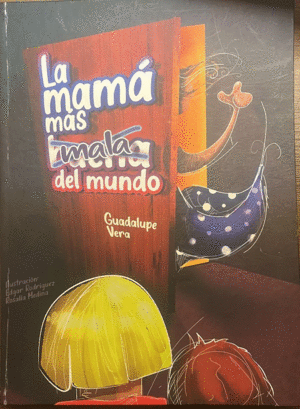 La
mamá
más
mala
buena
del mundo
Guadalupe
Vera
Ilustración
Edgar Rodríguez
Rosalía Medina